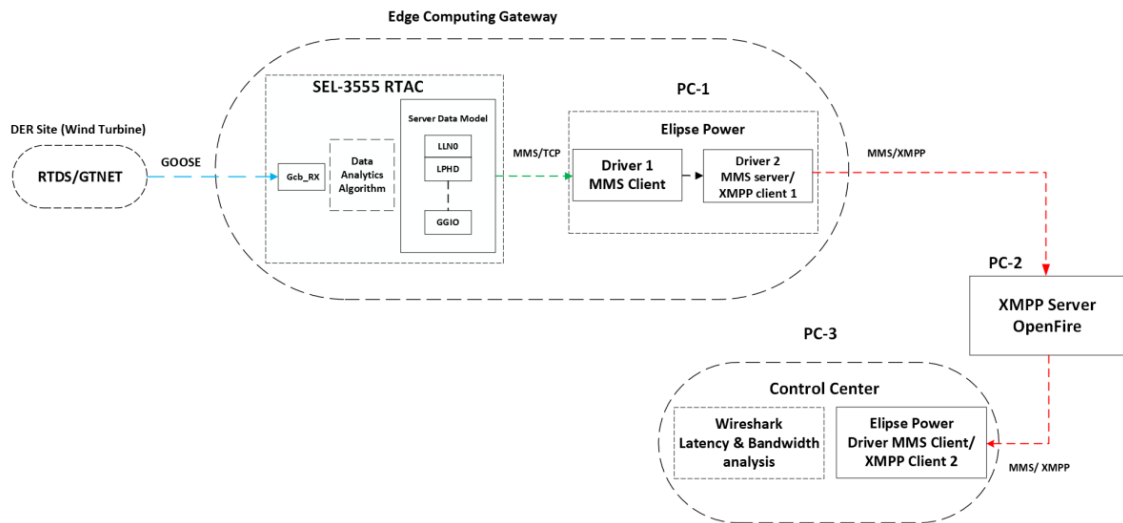 Edge Computing Gateway
DER Site (Wind Turbine)
RTDS/GTNET
GOOSE
SEL-3555 RTAC
Gcb_RX
Data
Analytics
Algorithm
Server Data Model
LLN0
LPHD
GGIO
MMS/TCP
PC-1
Elipse Power
Driver 1
MMS Client
Driver 2
MMS server/
XMPP client 1
MMS/XMPP
PC-2
XMPP Server
OpenFire
PC-3
Control Center
Wireshark
Latency & Bandwidth
analysis
Elipse Power
Driver MMS Client/
XMPP Client 2
MMS/ XMPP